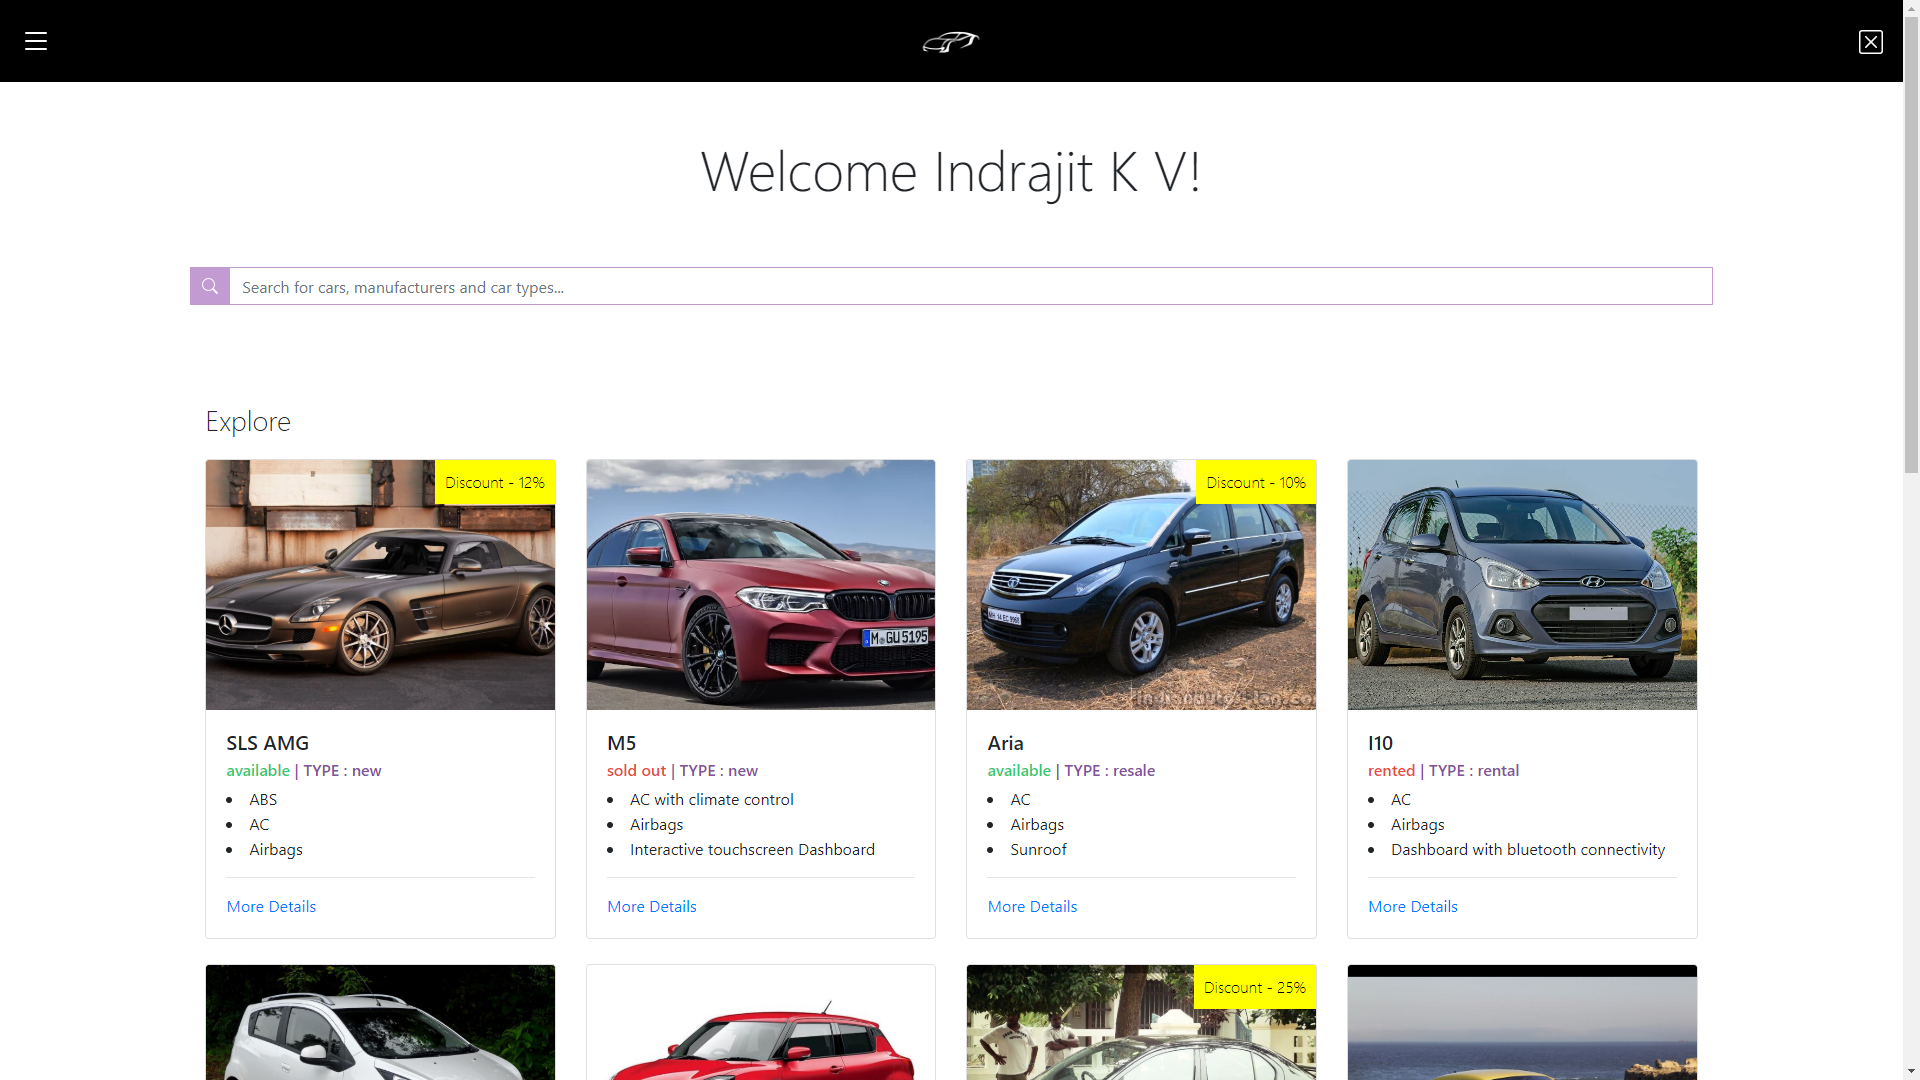 Welcome Indrajit K V!
Search for cars, manufacturers and car types...
Explore
Discount - 12%
SLS AMG
available | TYPE : new
ABS
AC
Airbags
More Details
M GU 5195
M5
sold out | TYPE : new
AC with climate control
Airbags
Interactive touchscreen Dashboard
More Details
Discount - 10%
Aria
available | TYPE : resale
AC
Airbags
Sunroof
More Details
I10
rented | TYPE : rental
AC
Airbags
Dashboard with bluetooth connectivity
More Details
Discount - 25%